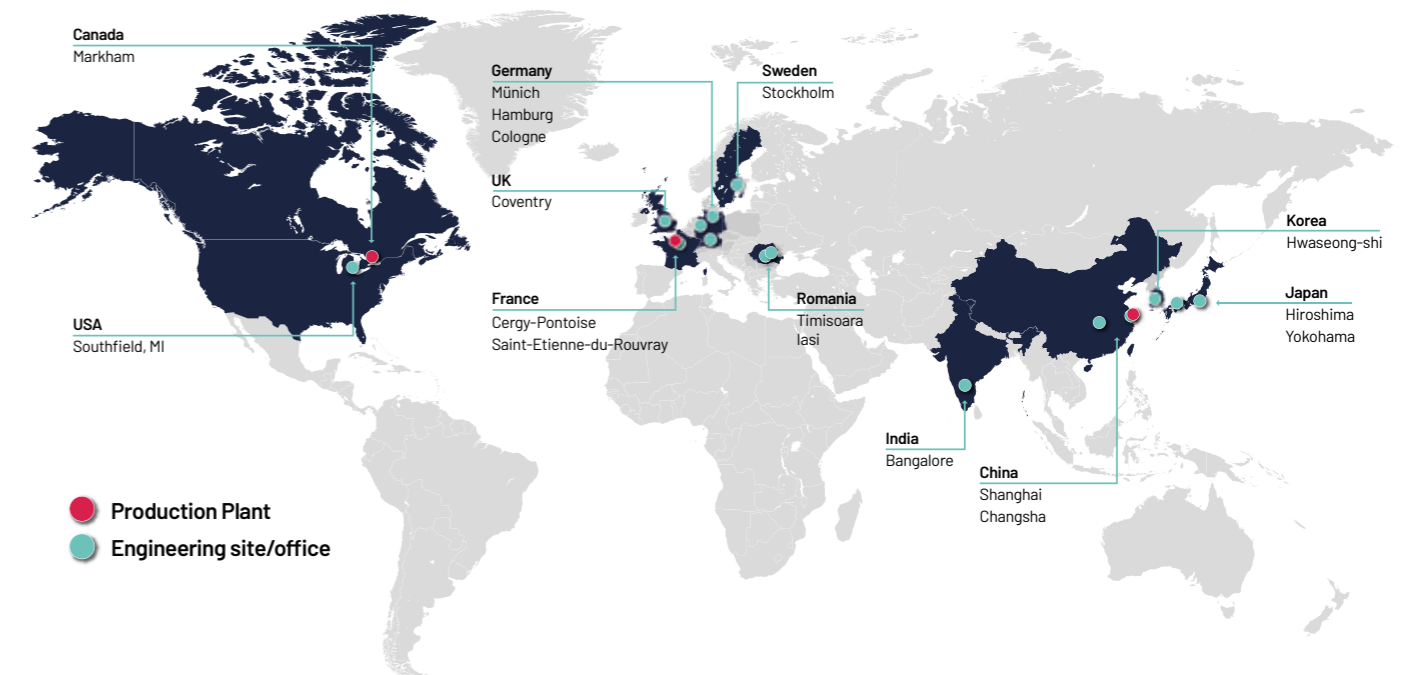 Canada
Markham
Germany
Münich
Hamburg
Cologne
Sweden
Stockholm
UK
Coventry
Korea
Hwaseong-shi
France
Cergy-Pontoise
Saint-Etienne-du-Rouvray
Romania
Timisoara
Iasi
Japan
Hiroshima
Yokohama
USA
Southfield, MI
India
Bangalore
China
Shanghai
Changsha
Production Plant
Engineering site/office